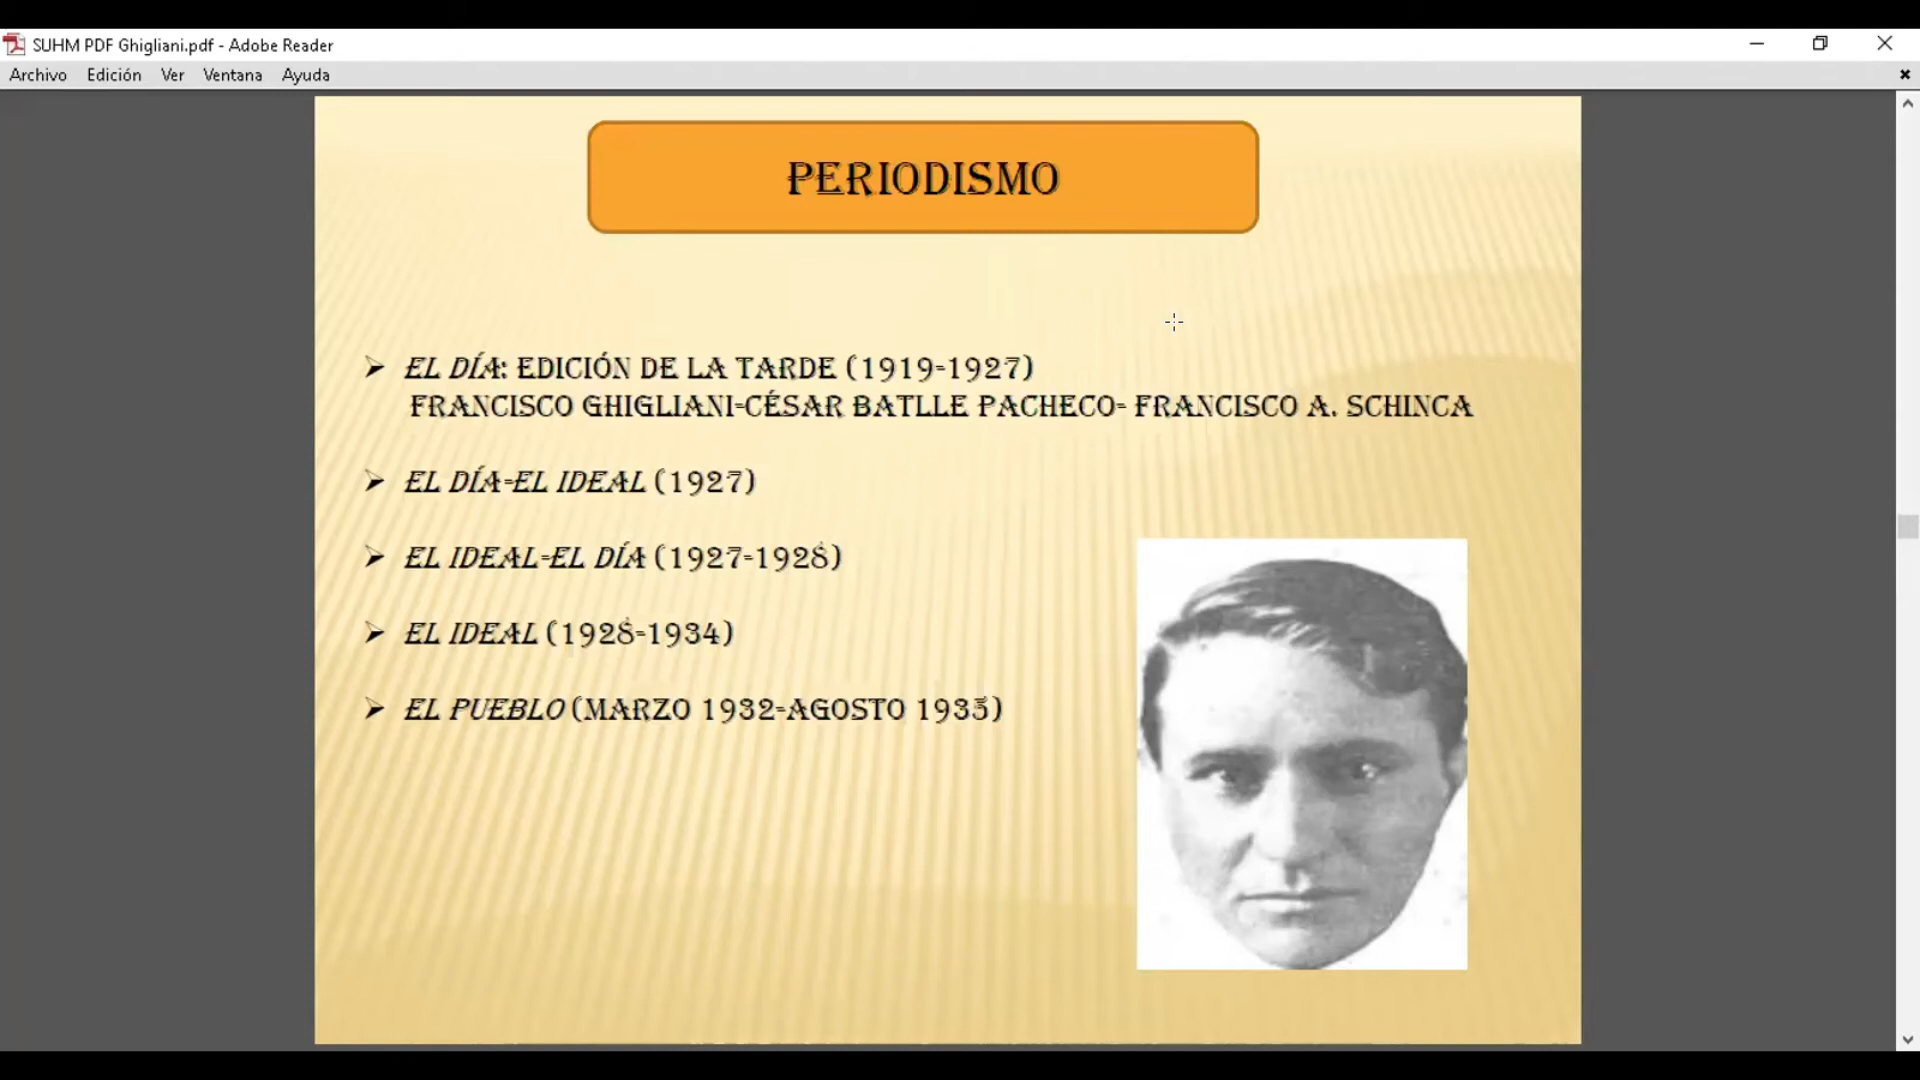 SUHM PDF Ghigliani.pdf - Adobe Reader
Archivo Edición Ver Ventana Ayuda
PERIODISMO
EL DÍA: EDICIÓN DE LA TARDE (1919-1927)
FRANCISCO GHIGLIANI-CÉSAR BATLLE PACHECO- FRANCISCO A. SCHINCA
EL DÍA-EL IDEAL (1927)
EL IDEAL-EL DÍA (1927-1928)
EL IDEAL (1928-1934)
EL PUEBLO (MARZO 1932-AGOSTO 1935)